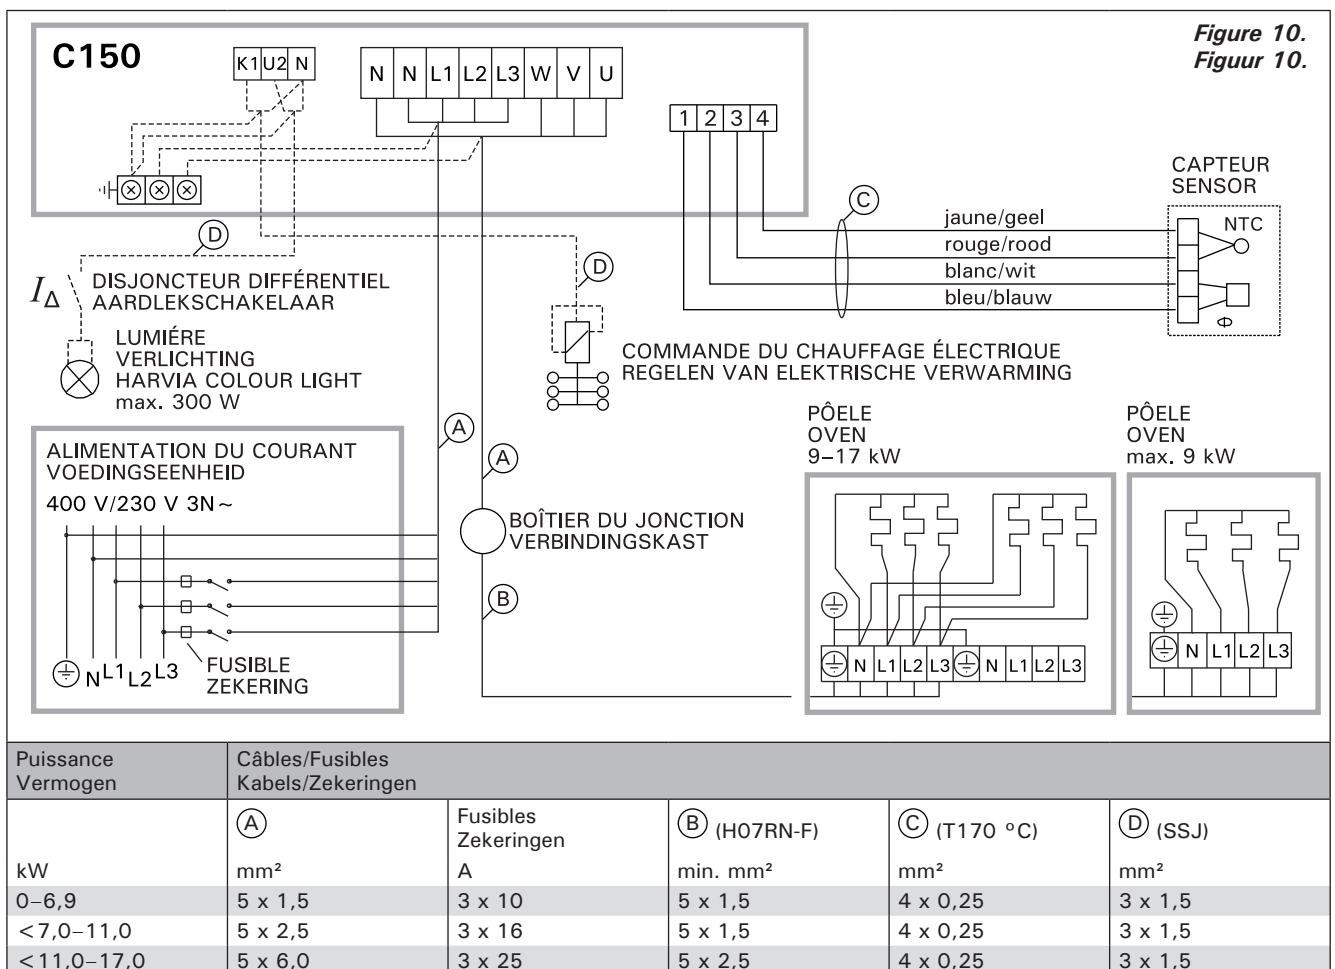 Figure 10.
Figuur 10.
C150
K1 U2 N
N N L1 L2 L3 W V U
1 2 3 4
CAPTEUR
SENSOR
NTC
C
jaune/geel
rouge/rood
blanc/wit
bleu/blauw
D
D
I∆
DISJONCTEUR DIFFÉRENTIEL
AARDLEKSCHAKELAAR
LUMIÉRE
VERLICHTING
HARVIA COLOUR LIGHT
max. 300 W
COMMANDE DU CHAUFFAGE ÉLECTRIQUE
REGELEN VAN ELEKTRISCHE VERWARMING
A
A
ALIMENTATION DU COURANT
VOEDINGSEENHEID
400 V/230 V 3N~
N L1 L2 L3
FUSIBLE
ZEKERING
BOÎTIER DU JONCTION
VERBINDINGSKAST
B
PÔELE
OVEN
9–17 kW
N L1 L2 L3 N L1 L2 L3
PÔELE
OVEN
max. 9 kW
N L1 L2 L3
Puissance
Vermogen
Câbles/Fusibles
Kabels/Zekeringen
A
Fusibles
Zekeringen
B (H07RN-F)
C (T170 °C)
D (SSJ)
kW mm² A min. mm² mm² mm²
0–6,9 5 x 1,5 3 x 10 5 x 1,5 4 x 0,25 3 x 1,5
<7,0–11,0 5 x 2,5 3 x 16 5 x 1,5 4 x 0,25 3 x 1,5
<11,0–17,0 5 x 6,0 3 x 25 5 x 2,5 4 x 0,25 3 x 1,5